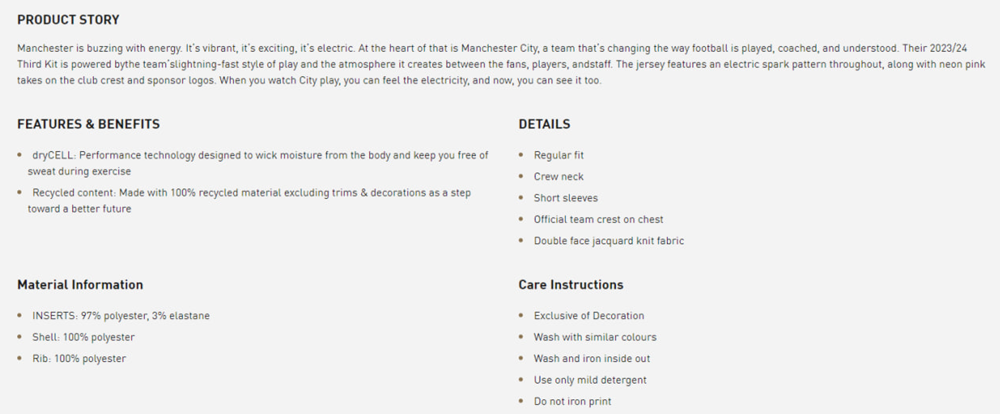 PRODUCT STORY
Manchester is buzzing with energy. It's vibrant, it's exciting, it's electric. At the heart of that is Manchester City, a team that's changing the way football is played, coached, and understood. Their 2023/24
Third Kit is powered bythe team'slightning-fast style of play and the atmosphere it creates between the fans, players, andstaff. The jersey features an electric spark pattern throughout, along with neon pink
takes on the club crest and sponsor logos. When you watch City play, you can feel the electricity, and now, you can see it too.
FEATURES & BENEFITS
• dryCELL: Performance technology designed to wick moisture from the body and keep you free of
sweat during exercise
• Recycled content: Made with 100% recycled material excluding trims & decorations as a step
toward a better future
DETAILS
• Regular fit
• Crew neck
• Short sleeves
• Official team crest on chest
• Double face jacquard knit fabric
Material Information
• INSERTS: 97% polyester, 3% elastane
• Shell: 100% polyester
• Rib: 100% polyester
Care Instructions
• Exclusive of Decoration
• Wash with similar colours
• Wash and iron inside out
• Use only mild detergent
• Do not iron print